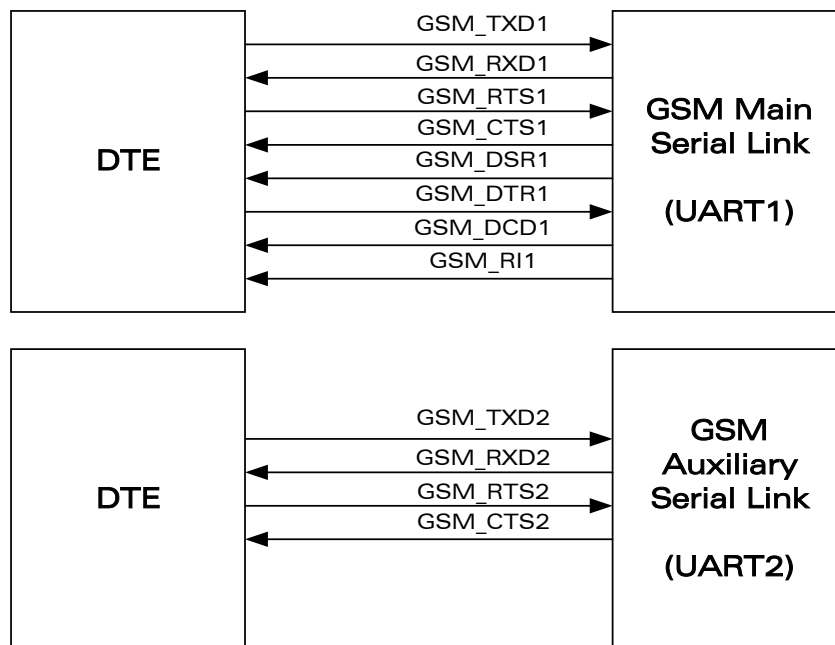 DTE
GSM_TXD1
GSM_RXD1
GSM_RTS1
GSM_CTS1
GSM_DSR1
GSM_DTR1
GSM_DCD1
GSM_RI1
GSM Main
Serial Link
(UART1)
DTE
GSM_TXD2
GSM_RXD2
GSM_RTS2
GSM_CTS2
GSM
Auxiliary
Serial Link
(UART2)